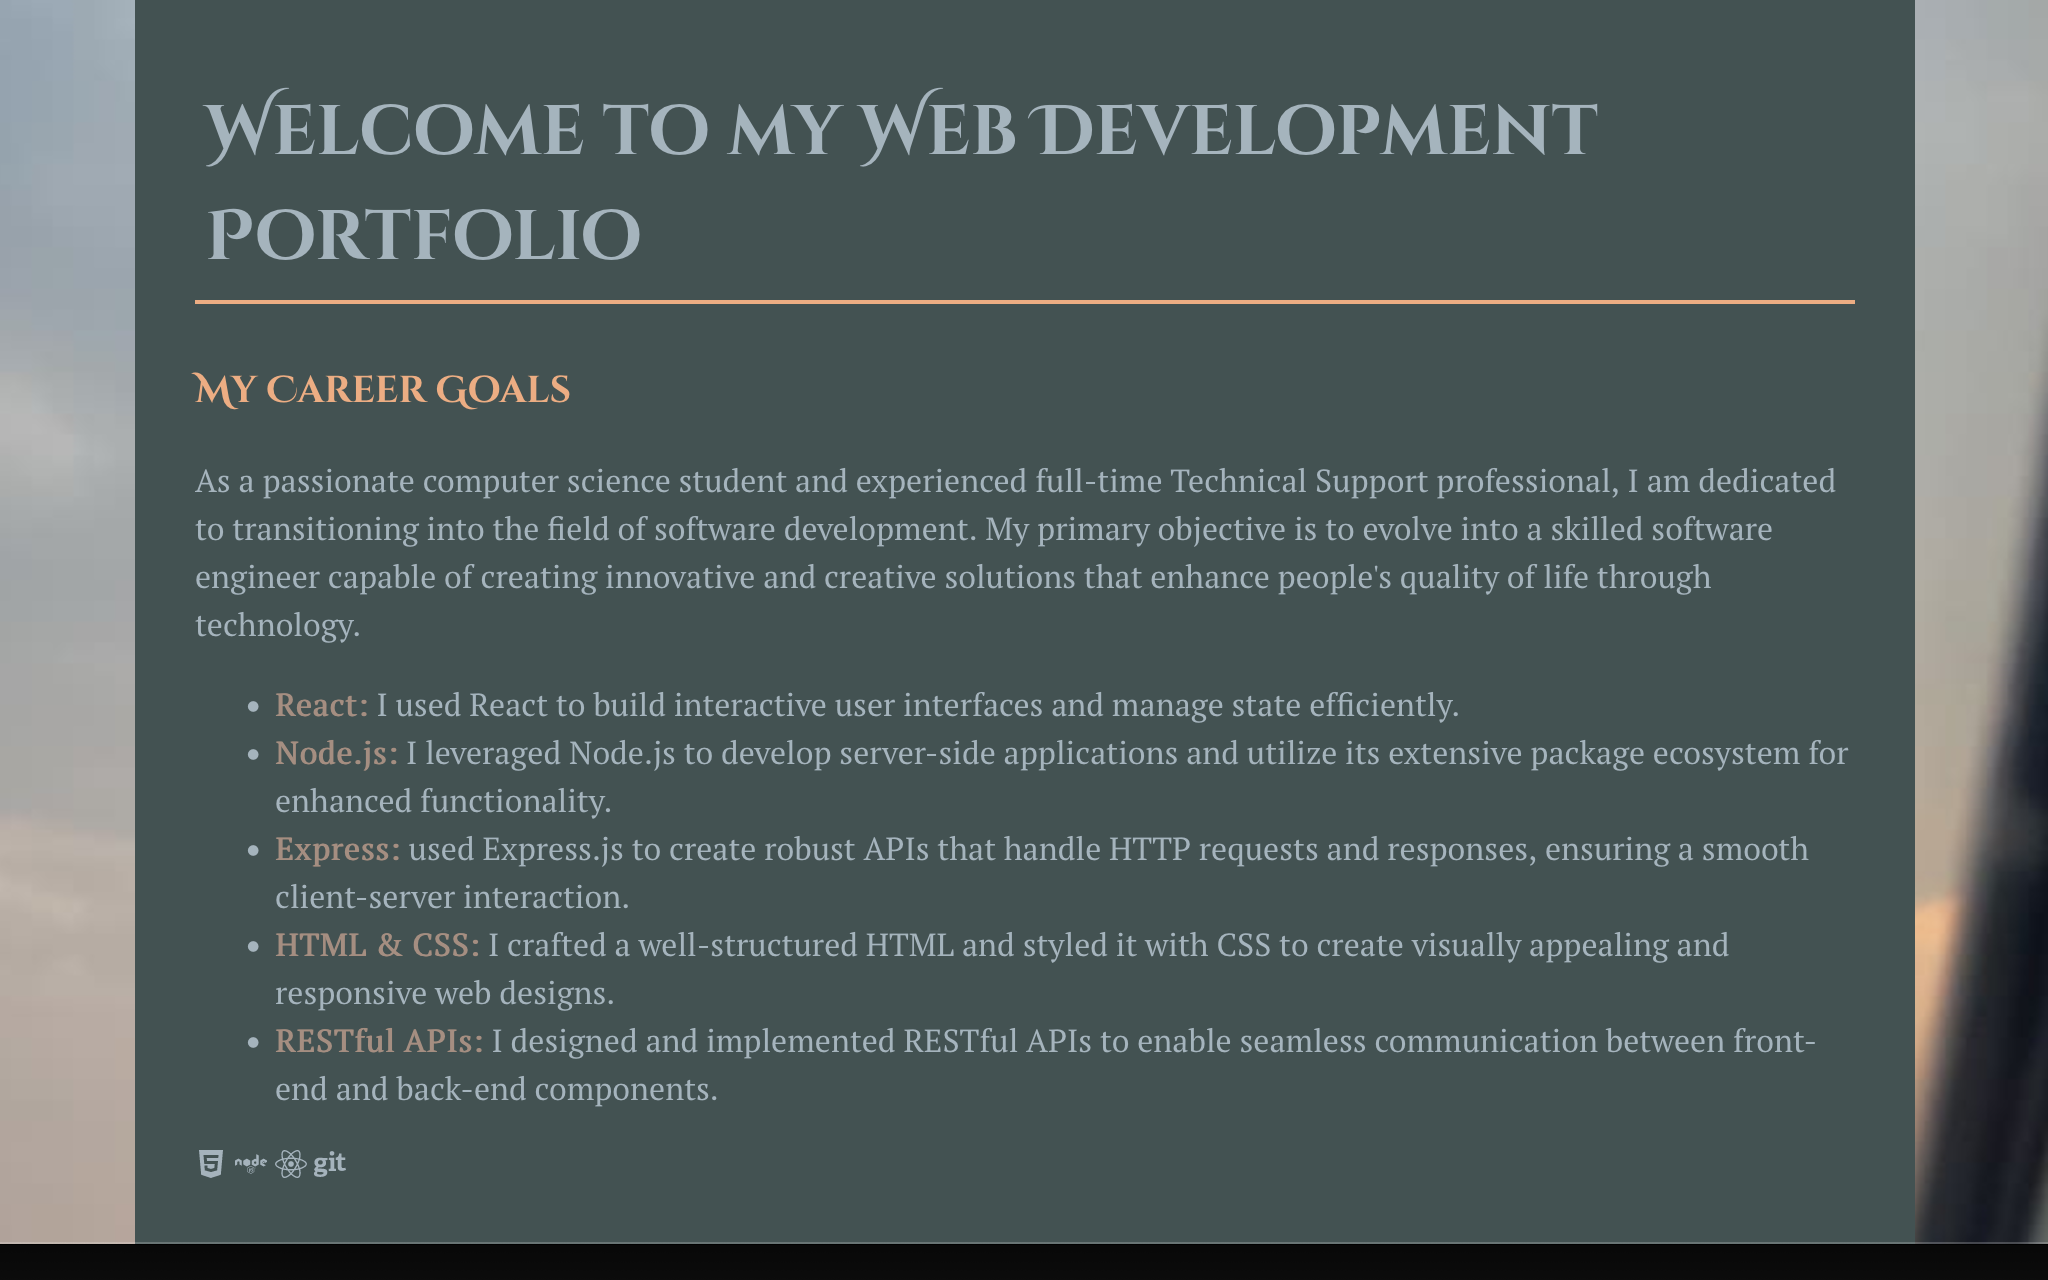 Welcome to my Web Development
Portfolio
My Career Goals
As a passionate computer science student and experienced full-time Technical Support professional, I am dedicated
to transitioning into the field of software development. My primary objective is to evolve into a skilled software
engineer capable of creating innovative and creative solutions that enhance people's quality of life through
technology.
• React: I used React to build interactive user interfaces and manage state efficiently.
• Node.js: I leveraged Node.js to develop server-side applications and utilize its extensive package ecosystem for
enhanced functionality.
• Express: used Express.js to create robust APIs that handle HTTP requests and responses, ensuring a smooth
client-server interaction.
• HTML & CSS: I crafted a well-structured HTML and styled it with CSS to create visually appealing and
responsive web designs.
• RESTful APIs: I designed and implemented RESTful APIs to enable seamless communication between front-
end and back-end components.
5 node JS git